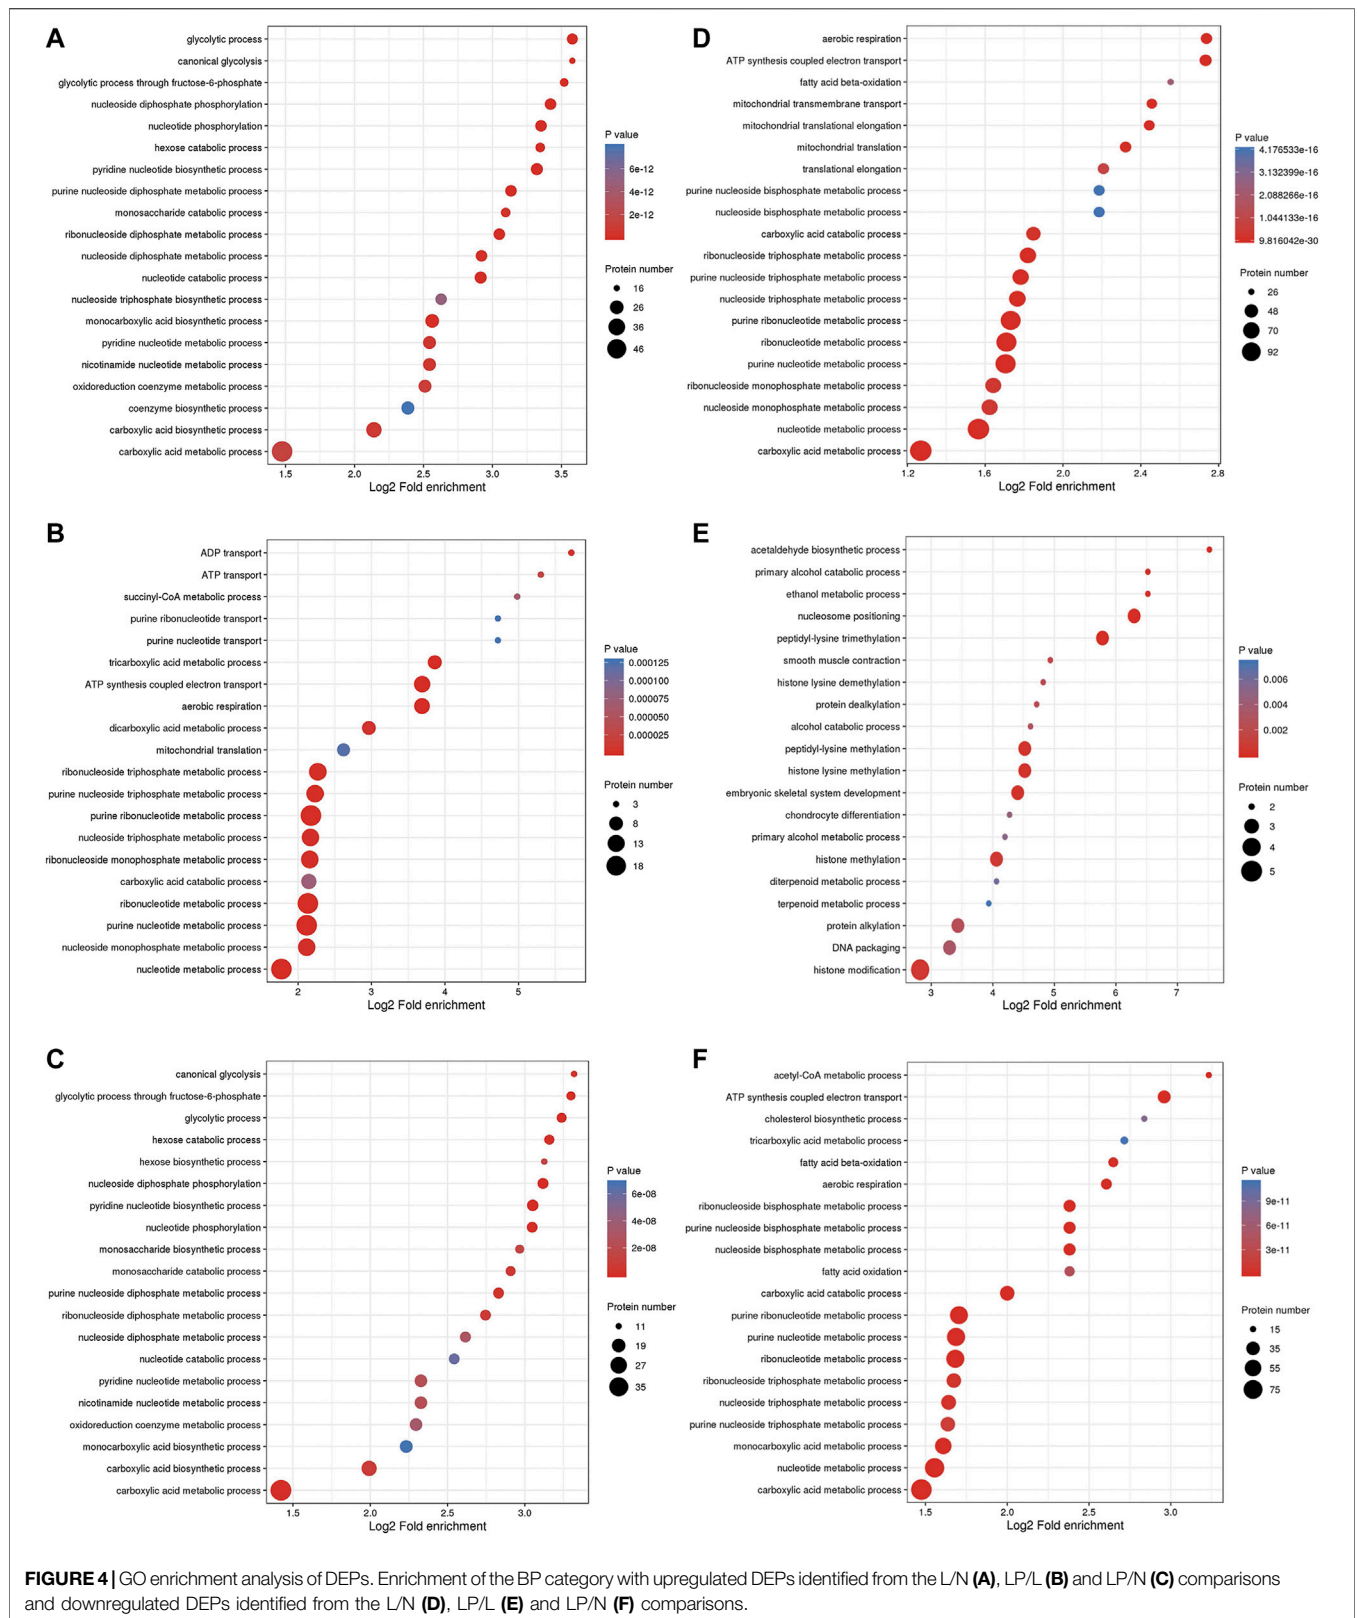 A
glycolytic process
canonical glycolysis
glycolytic process through fructose-6-phosphate
nucleoside diphosphate phosphorylation
nucleotide phosphorylation
hexose catabolic process
pyridine nucleotide biosynthetic process
purine nucleoside diphosphate metabolic process
monosaccharide catabolic process
ribonucleoside diphosphate metabolic process
nucleoside diphosphate metabolic process
nucleotide catabolic process
nucleoside triphosphate biosynthetic process
monocarboxylic acid biosynthetic process
pyridine nucleotide metabolic process
nicotinamide nucleotide metabolic process
oxidoreduction coenzyme metabolic process
coenzyme biosynthetic process
carboxylic acid biosynthetic process
carboxylic acid metabolic process
1.5 2.0 2.5 3.0 3.5
Log2 Fold enrichment
P value
6e-12
4e-12
2e-12
Protein number
16
26
36
46
D
aerobic respiration
ATP synthesis coupled electron transport
fatty acid beta-oxidation
mitochondrial transmembrane transport
mitochondrial translational elongation
mitochondrial translation
translational elongation
purine nucleoside bisphosphate metabolic process
nucleoside bisphosphate metabolic process
carboxylic acid catabolic process
ribonucleoside triphosphate metabolic process
purine nucleoside triphosphate metabolic process
nucleoside triphosphate metabolic process
purine ribonucleotide metabolic process
ribonucleotide metabolic process
purine nucleotide metabolic process
ribonucleoside monophosphate metabolic process
nucleoside monophosphate metabolic process
nucleotide metabolic process
carboxylic acid metabolic process
1.2 1.6 2.0 2.4 2.8
Log2 Fold enrichment
P value
4.176533e-16
3.132399e-16
2.088266e-16
1.044133e-16
9.816042e-30
Protein number
26
48
70
92
B
ADP transport
ATP transport
succinyl-CoA metabolic process
purine ribonucleotide transport
purine nucleotide transport
tricarboxylic acid metabolic process
ATP synthesis coupled electron transport
aerobic respiration
dicarboxylic acid metabolic process
mitochondrial translation
ribonucleoside triphosphate metabolic process
purine nucleoside triphosphate metabolic process
purine ribonucleotide metabolic process
nucleoside triphosphate metabolic process
ribonucleoside monophosphate metabolic process
carboxylic acid catabolic process
ribonucleotide metabolic process
purine nucleotide metabolic process
nucleoside monophosphate metabolic process
nucleotide metabolic process
2 3 4 5
Log2 Fold enrichment
P value
0.000125
0.000100
0.000075
0.000050
0.000025
Protein number
3
8
13
18
E
acetaldehyde biosynthetic process
primary alcohol catabolic process
ethanol metabolic process
nucleosome positioning
peptidyl-lysine trimethylation
smooth muscle contraction
histone lysine demethylation
protein dealkylation
alcohol catabolic process
peptidyl-lysine methylation
histone lysine methylation
embryonic skeletal system development
chondrocyte differentiation
primary alcohol metabolic process
histone methylation
diterpenoid metabolic process
terpenoid metabolic process
protein alkylation
DNA packaging
histone modification
3 4 5 6 7
Log2 Fold enrichment
P value
0.006
0.004
0.002
Protein number
2
3
4
5
C
canonical glycolysis
glycolytic process through fructose-6-phosphate
glycolytic process
hexose catabolic process
hexose biosynthetic process
nucleoside diphosphate phosphorylation
pyridine nucleotide biosynthetic process
nucleotide phosphorylation
monosaccharide biosynthetic process
monosaccharide catabolic process
purine nucleoside diphosphate metabolic process
ribonucleoside diphosphate metabolic process
nucleoside diphosphate metabolic process
nucleotide catabolic process
pyridine nucleotide metabolic process
nicotinamide nucleotide metabolic process
oxidoreduction coenzyme metabolic process
monocarboxylic acid biosynthetic process
carboxylic acid biosynthetic process
carboxylic acid metabolic process
1.5 2.0 2.5 3.0
Log2 Fold enrichment
P value
6e-08
4e-08
2e-08
Protein number
11
19
27
35
F
acetyl-CoA metabolic process
ATP synthesis coupled electron transport
cholesterol biosynthetic process
tricarboxylic acid metabolic process
fatty acid beta-oxidation
aerobic respiration
ribonucleoside bisphosphate metabolic process
purine nucleoside bisphosphate metabolic process
nucleoside bisphosphate metabolic process
fatty acid oxidation
carboxylic acid catabolic process
purine ribonucleotide metabolic process
purine nucleotide metabolic process
ribonucleotide metabolic process
ribonucleoside triphosphate metabolic process
nucleoside triphosphate metabolic process
purine nucleoside triphosphate metabolic process
monocarboxylic acid metabolic process
nucleotide metabolic process
carboxylic acid metabolic process
1.5 2.0 2.5 3.0
Log2 Fold enrichment
P value
9e-11
6e-11
3e-11
Protein number
15
35
55
75
FIGURE 4 | GO enrichment analysis of DEPs. Enrichment of the BP category with upregulated DEPs identified from the L/N (A), LP/L (B) and LP/N (C) comparisons
and downregulated DEPs identified from the L/N (D), LP/L (E) and LP/N (F) comparisons.